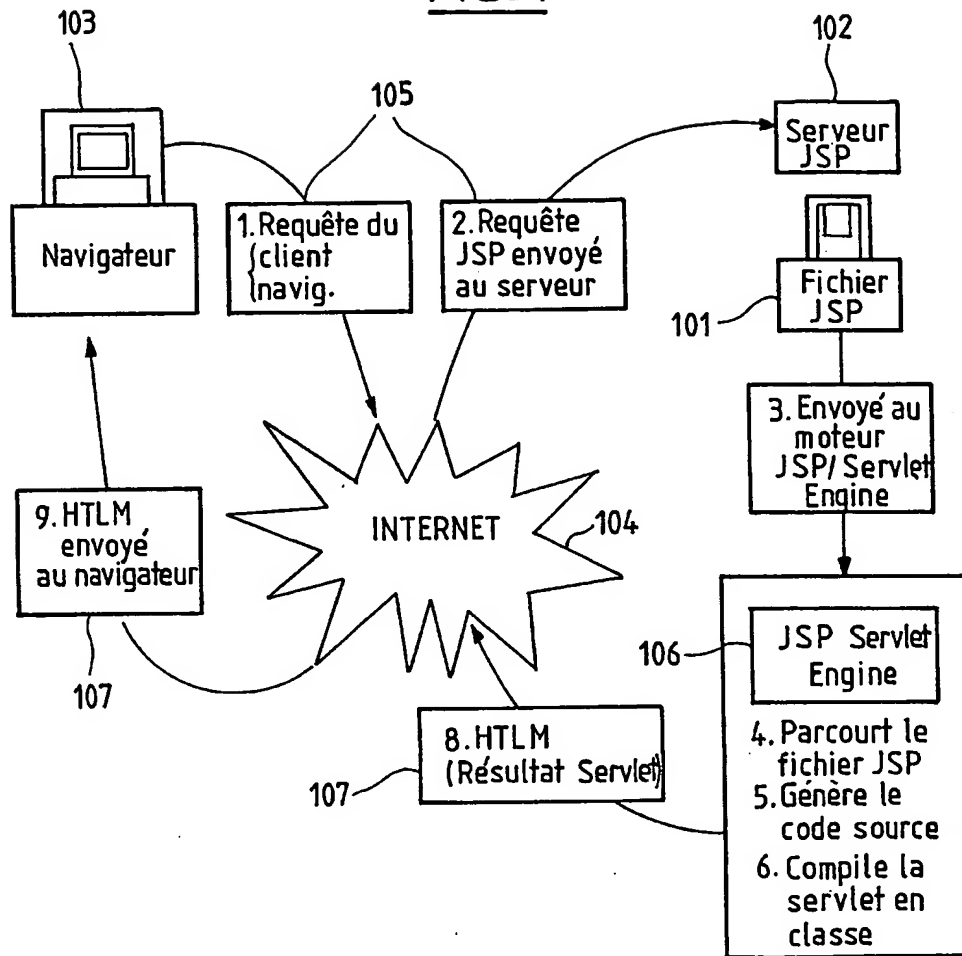 103
102
105
Serveur
JSP
1.Requête du
client
navig.
2.Requête
JSP envoyé
au serveur
Navigateur
Fichier
JSP
101
3. Envoyé au
moteur
JSP/Servlet
Engine
INTERNET
104
9. HTLM
envoyé
au navigateur
107
106
JSP Servlet
Engine
8. HTLM
(Résultat Servlet)
107
4. Parcourt le
fichier JSP
5. Génère le
code source
6. Compile la
servlet en
classe